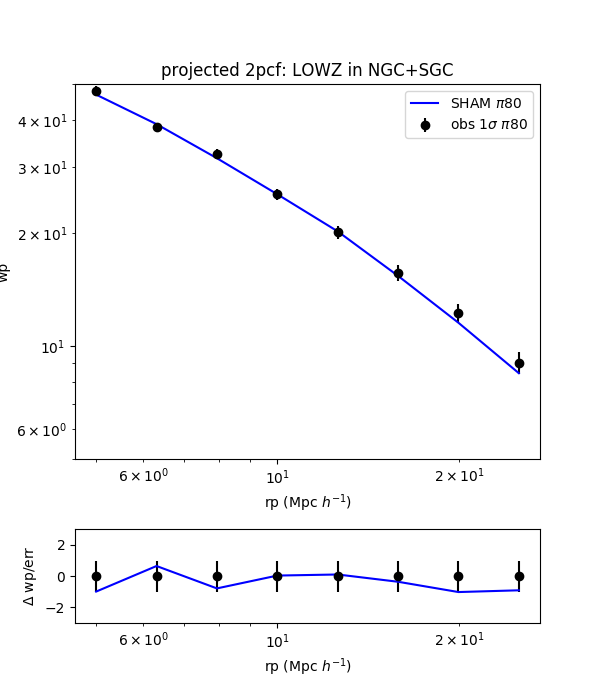 projected 2pcf: LOWZ in NGC+SGC
SHAM π80
obs 1σ π80
4 × 10¹
3 × 10¹
2 × 10¹
10¹
6 × 10⁰
wp
6 × 10⁰ 10¹ 2 × 10¹
rp (Mpc h⁻¹)
2
0
−2
Δ wp/err
6 × 10⁰ 10¹ 2 × 10¹
rp (Mpc h⁻¹)